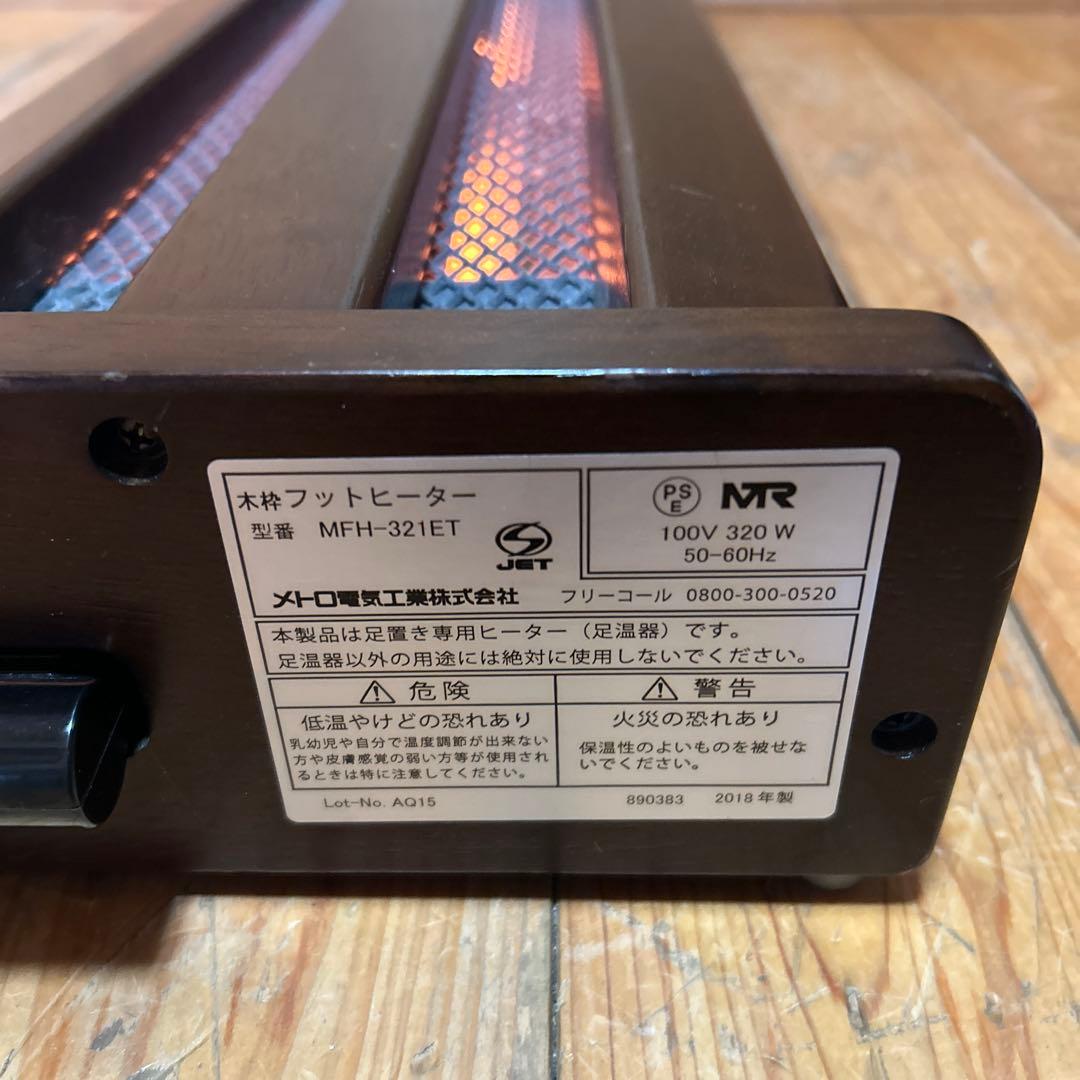 木枠フットヒーター
型番 MFH-321ET
JET
PSE MTR
100V 320 W
50-60Hz
メトロ電気工業株式会社 フリーコール 0800-300-0520
本製品は足置き専用ヒーター（足温器）です。
足温器以外の用途には絶対に使用しないでください。
⚠ 危険
低温やけどの恐れあり
乳幼児や自分で温度調節が出来ない
方や皮膚感覚の弱い方等が使用され
るときは特に注意してください。
⚠ 警告
火災の恐れあり
保温性のよいものを被せな
いでください。
Lot-No. AQ15 890383 2018 年製